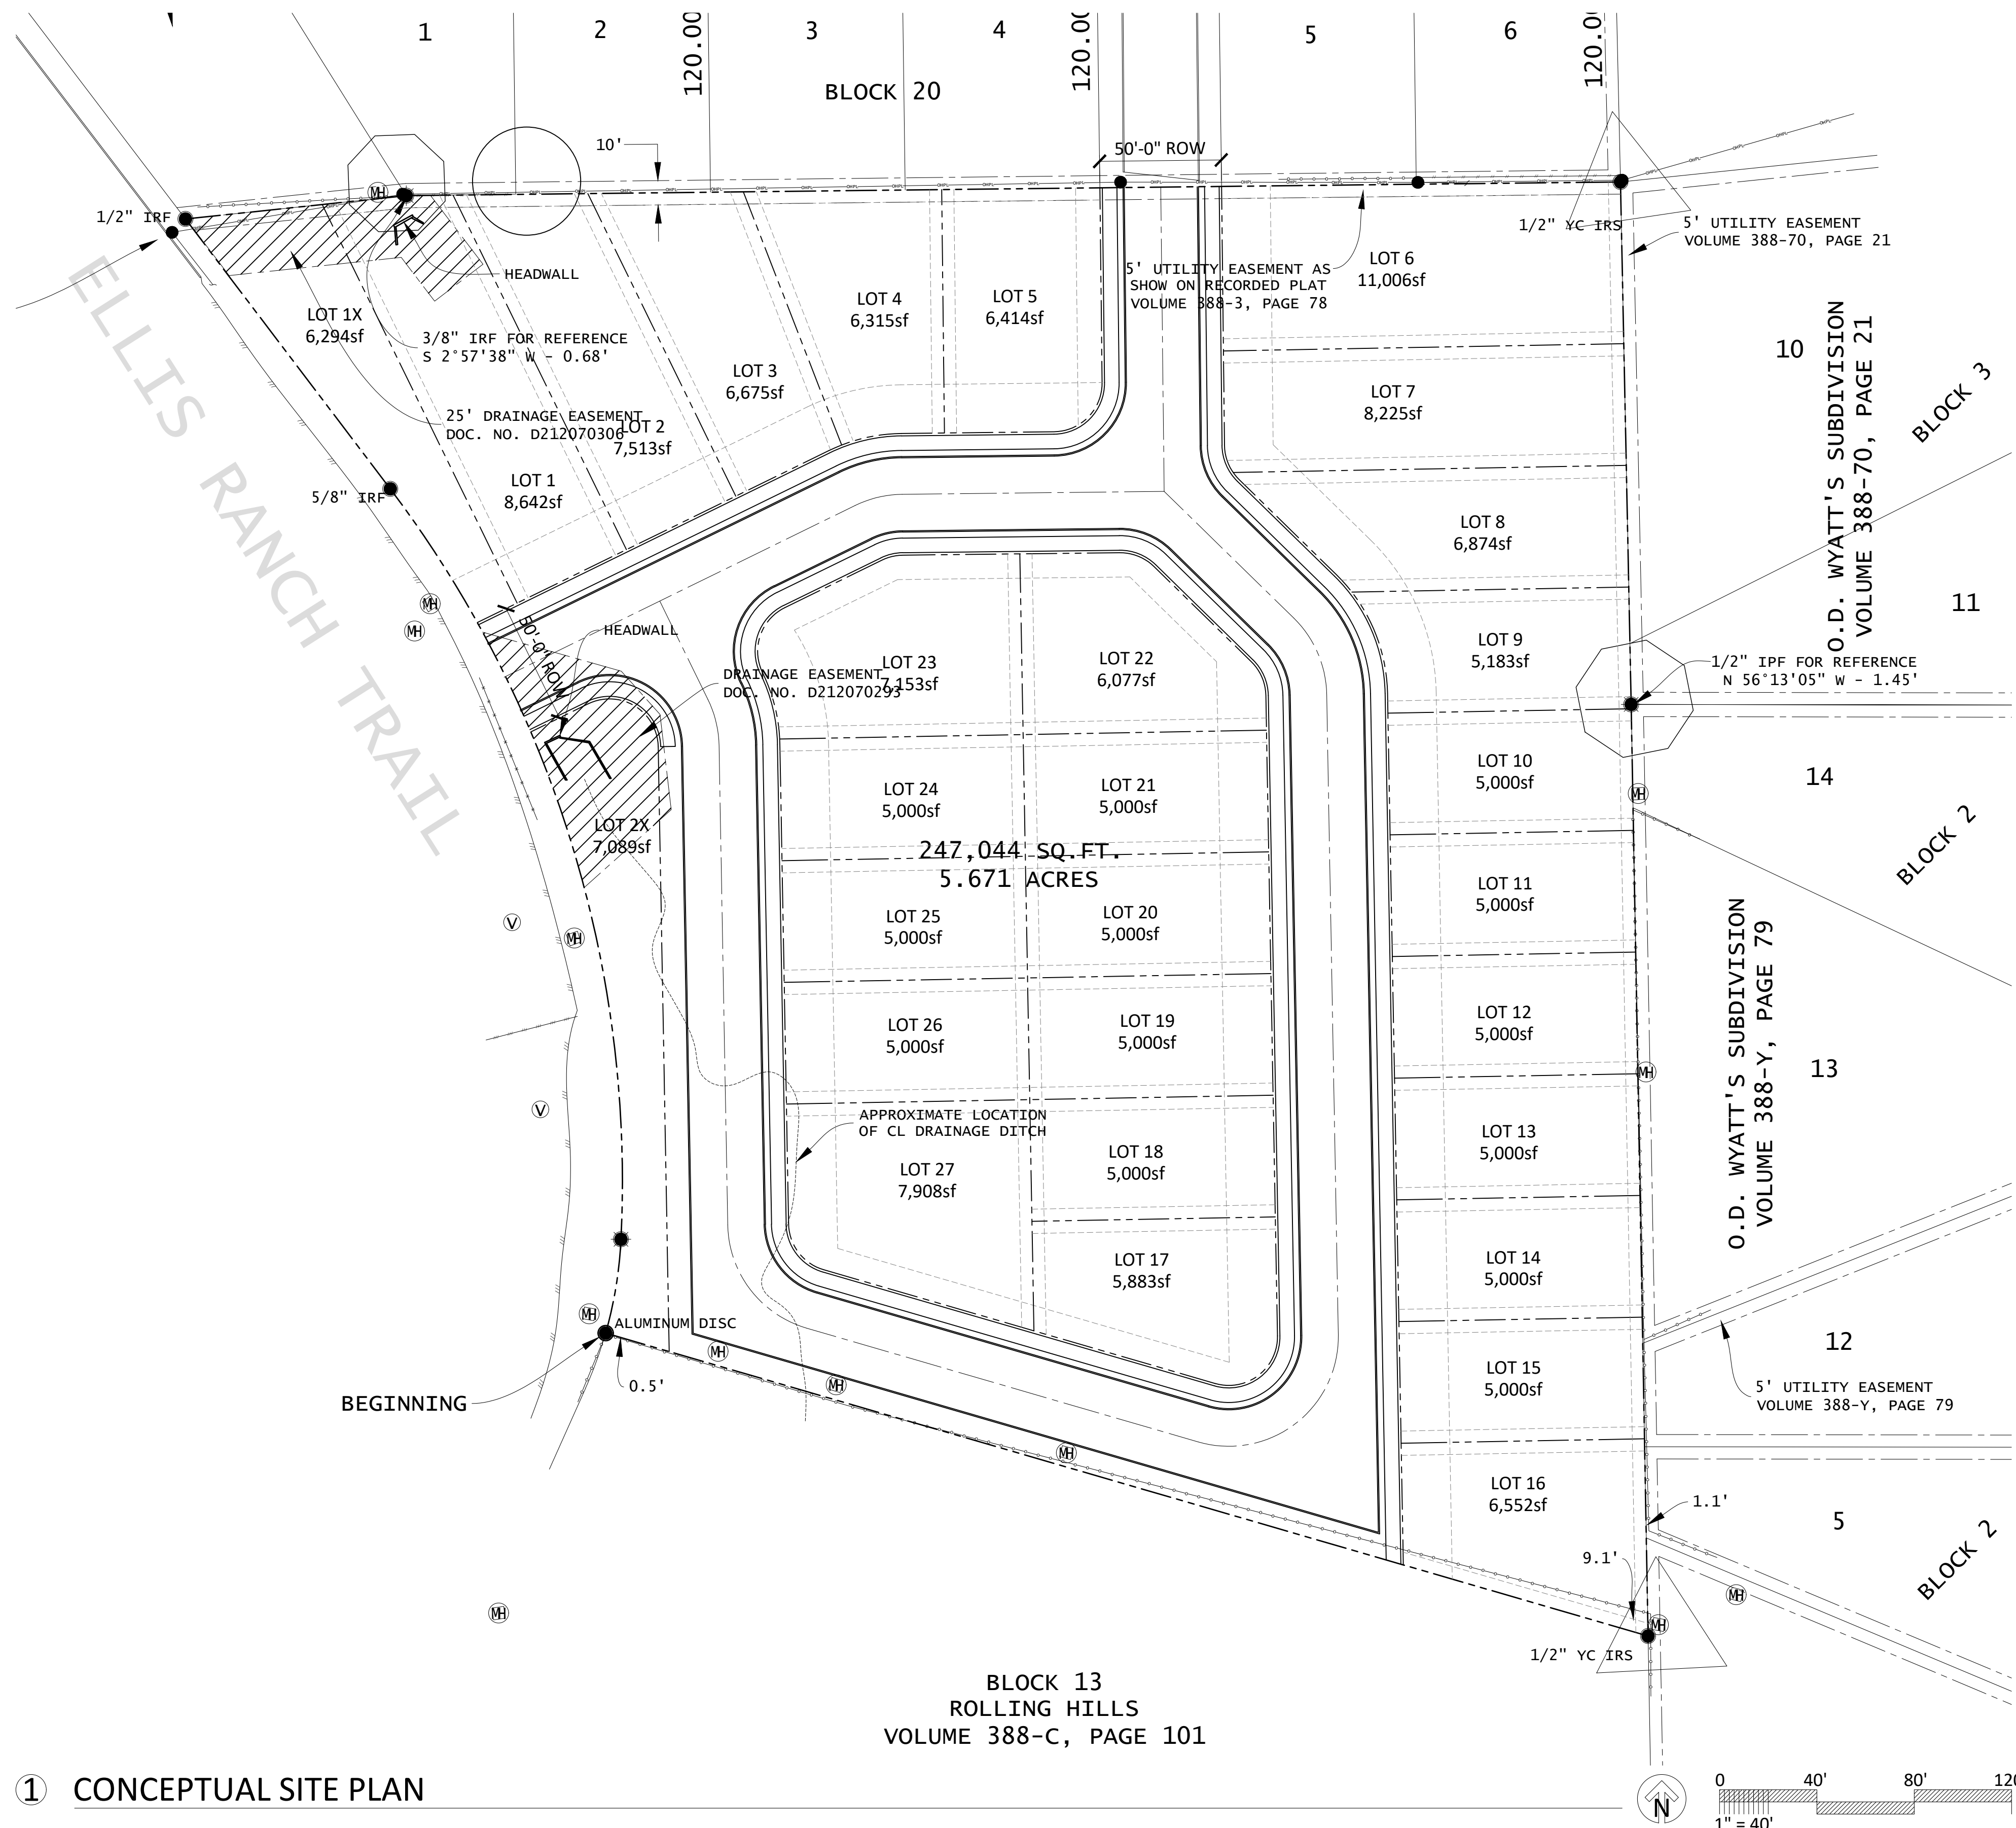 1
2
3
4
5
6
120.00
120.00
120.00
BLOCK 20
10'
50'-0" ROW
1/2" IRF
MH
HEADWALL
1/2" YC IRS
5' UTILITY EASEMENT
VOLUME 388-70, PAGE 21
LOT 6
11,006sf
5' UTILITY EASEMENT AS
SHOW ON RECORDED PLAT
VOLUME 388-3, PAGE 78
LOT 1X
6,294sf
LOT 4
6,315sf
LOT 5
6,414sf
3/8" IRF FOR REFERENCE
S 2°57'38" W - 0.68'
LOT 3
6,675sf
LOT 7
8,225sf
10
O.D. WYATT'S SUBDIVISION
VOLUME 388-70, PAGE 21
BLOCK 3
25' DRAINAGE EASEMENT
DOC. NO. D212070306
LOT 2
7,513sf
ELLIS RANCH TRAIL
LOT 1
8,642sf
5/8" IRF
LOT 8
6,874sf
11
MH
MH
50'-0" ROW
HEADWALL
DRAINAGE EASEMENT
DOC. NO. D212070293
LOT 23
7,153sf
LOT 22
6,077sf
LOT 9
5,183sf
1/2" IPF FOR REFERENCE
N 56°13'05" W - 1.45'
LOT 24
5,000sf
LOT 21
5,000sf
LOT 10
5,000sf
MH
14
LOT 2X
7,089sf
247,044 SQ.FT.
5.671 ACRES
BLOCK 2
LOT 11
5,000sf
V
MH
LOT 25
5,000sf
LOT 20
5,000sf
O.D. WYATT'S SUBDIVISION
VOLUME 388-Y, PAGE 79
LOT 26
5,000sf
LOT 19
5,000sf
LOT 12
5,000sf
MH
13
V
APPROXIMATE LOCATION
OF CL DRAINAGE DITCH
LOT 27
7,908sf
LOT 18
5,000sf
LOT 13
5,000sf
LOT 17
5,883sf
LOT 14
5,000sf
MH
ALUMINUM DISC
MH
0.5'
MH
BEGINNING
LOT 15
5,000sf
12
5' UTILITY EASEMENT
VOLUME 388-Y, PAGE 79
MH
LOT 16
6,552sf
1.1'
5
BLOCK 2
9.1'
MH
MH
MH
1/2" YC IRS
BLOCK 13
ROLLING HILLS
VOLUME 388-C, PAGE 101
1 CONCEPTUAL SITE PLAN
N
0 40' 80'
1" = 40'